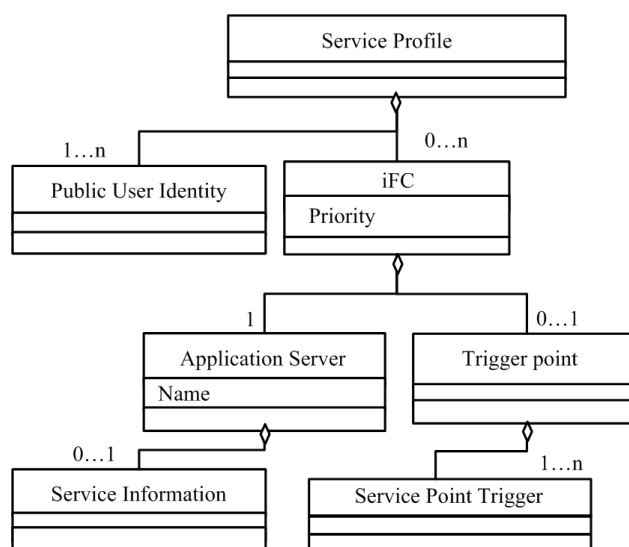 Service Profile
1…n
0…n
Public User Identity
iFC
Priority
1
0…1
Application Server
Trigger point
Name
0…1
1…n
Service Information
Service Point Trigger